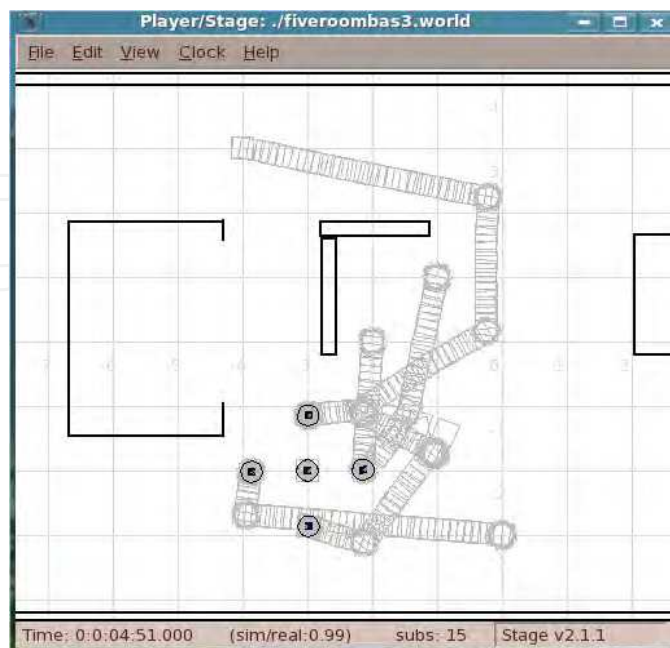 Player/Stage: ./fiveroombas3.world
File Edit View Clock Help
Time: 0:0:04:51.000 (sim/real:0.99) subs: 15 Stage v2.1.1